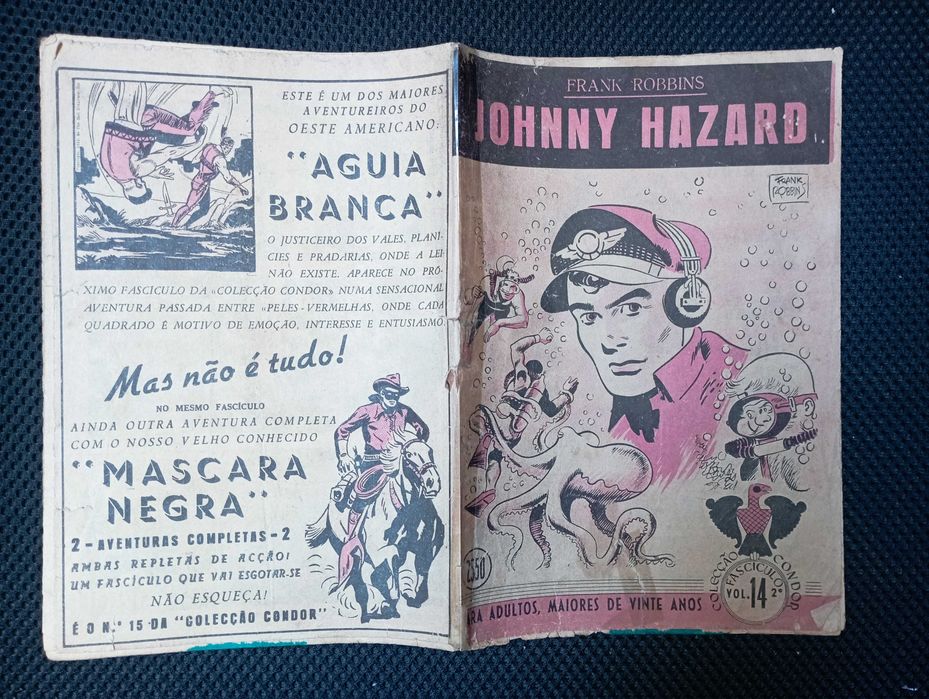 ESTE É UM DOS MAIORES
AVENTUREIROS DO
OESTE AMERICANO:
"AGUIA
BRANCA"
O JUSTICEIRO DOS VALES, PLANI-
CIES E PRADARIAS, ONDE A LEI
NÃO EXISTE, APARECE NO PRÓ-
XIMO FASCICULO DA «COLECÇÃO CONDOR» NUMA SENSACIONAL
AVENTURA PASSADA ENTRE «PELES-VERMELHAS, ONDE CADA
QUADRADO É MOTIVO DE EMOÇÃO, INTERESSE E ENTUSIASMO.
Mas não é tudo!
NO MESMO FASCÍCULO
AINDA OUTRA AVENTURA COMPLETA
COM O NOSSO VELHO CONHECIDO
"MASCARA
NEGRA"
2-AVENTURAS COMPLETAS-2
AMBAS REPLETAS DE ACÇÃO!
UM FASCÍCULO QUE VAI ESGOTAR-SE
NÃO ESQUEÇA!
É O N.º 15 DA "COLECÇÃO CONDOR"
FRANK ROBBINS
JOHNNY HAZARD
FRANK
ROBBINS
2$50
RA ADULTOS, MAIORES DE VINTE ANOS
COLECÇÃO CONDOR
FASCÍCULO
VOL. 14 2º